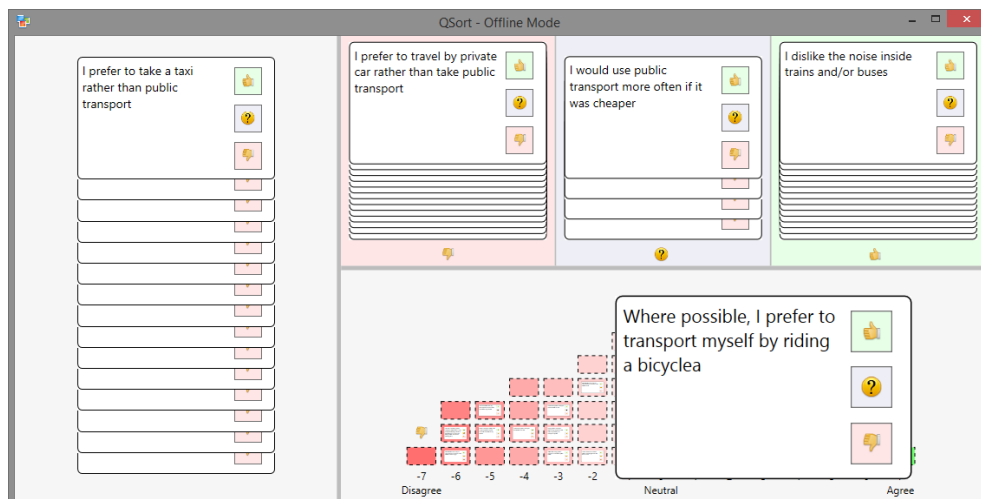 QSort - Offline Mode
I prefer to take a taxi
rather than public
transport
I prefer to travel by private
car rather than take public
transport
I would use public
transport more often if it
was cheaper
I dislike the noise inside
trains and/or buses
Where possible, I prefer to
transport myself by riding
a bicyclea
-7 -6 -5 -4 -3 -2
Disagree Neutral Agree